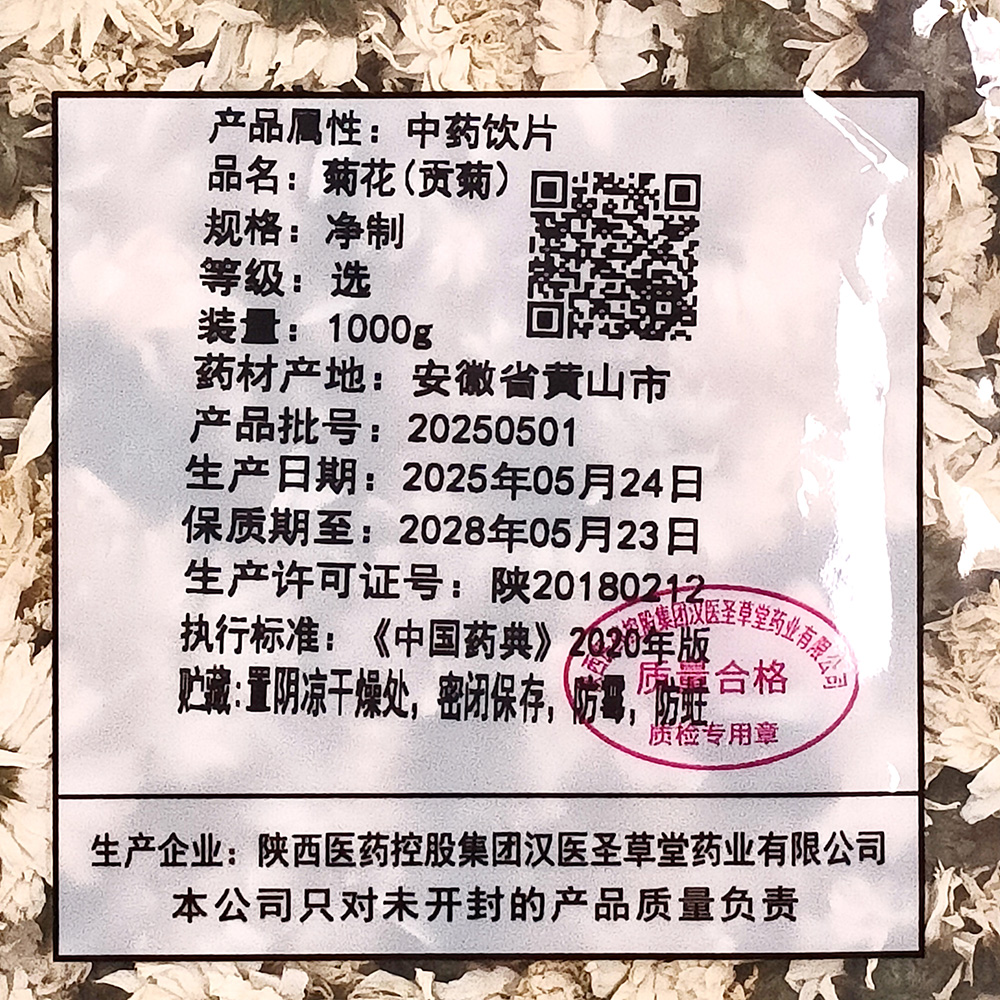 产品属性：中药饮片
品名：菊花(贡菊)
规格：净制
等级：选
装量：1000g
药材产地：安徽省黄山市
产品批号：20250501
生产日期：2025年05月24日
保质期至：2028年05月23日
生产许可证号：陕20180212
执行标准：《中国药典》2020年版
贮藏：置阴凉干燥处，密闭保存，防霉，防蛀
西 控股集团汉医圣草堂药业有限公司
质量合格
质检专用章
生产企业：陕西医药控股集团汉医圣草堂药业有限公司
本公司只对未开封的产品质量负责